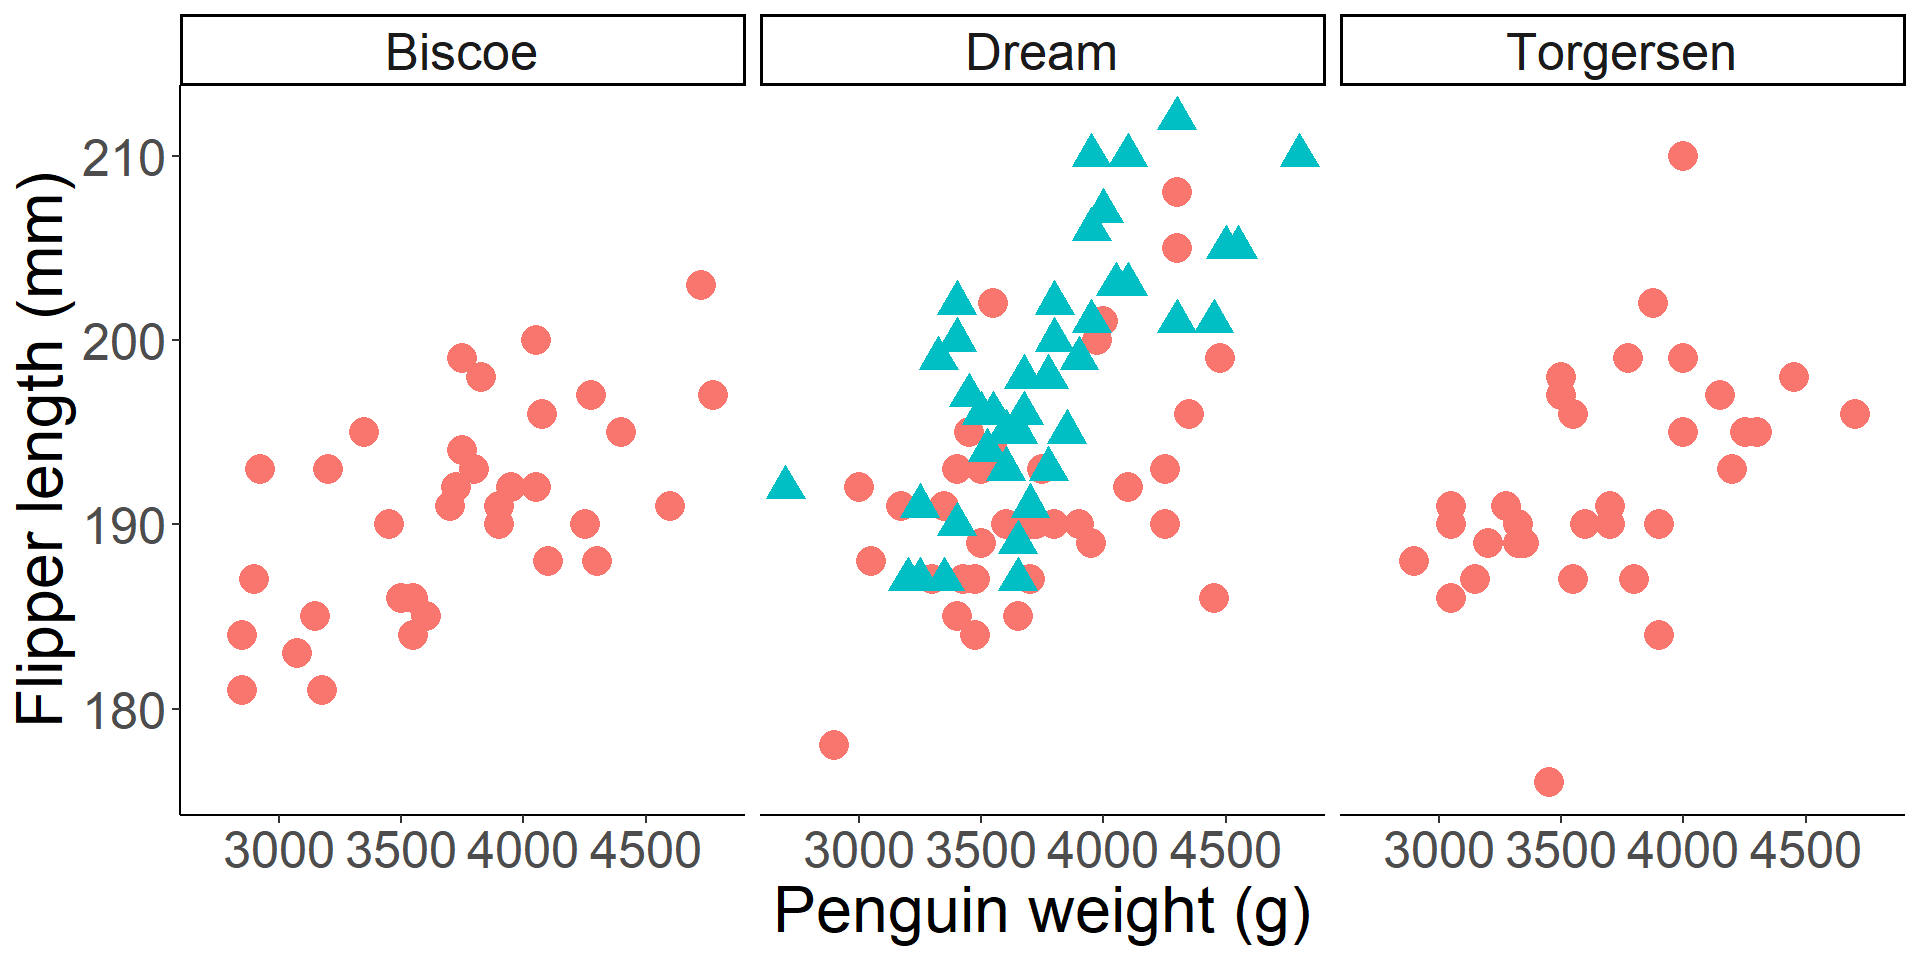 Biscoe Dream Torgersen
Flipper length (mm)
210
200
190
180
3000 3500 4000 4500 3000 3500 4000 4500 3000 3500 4000 4500
Penguin weight (g)